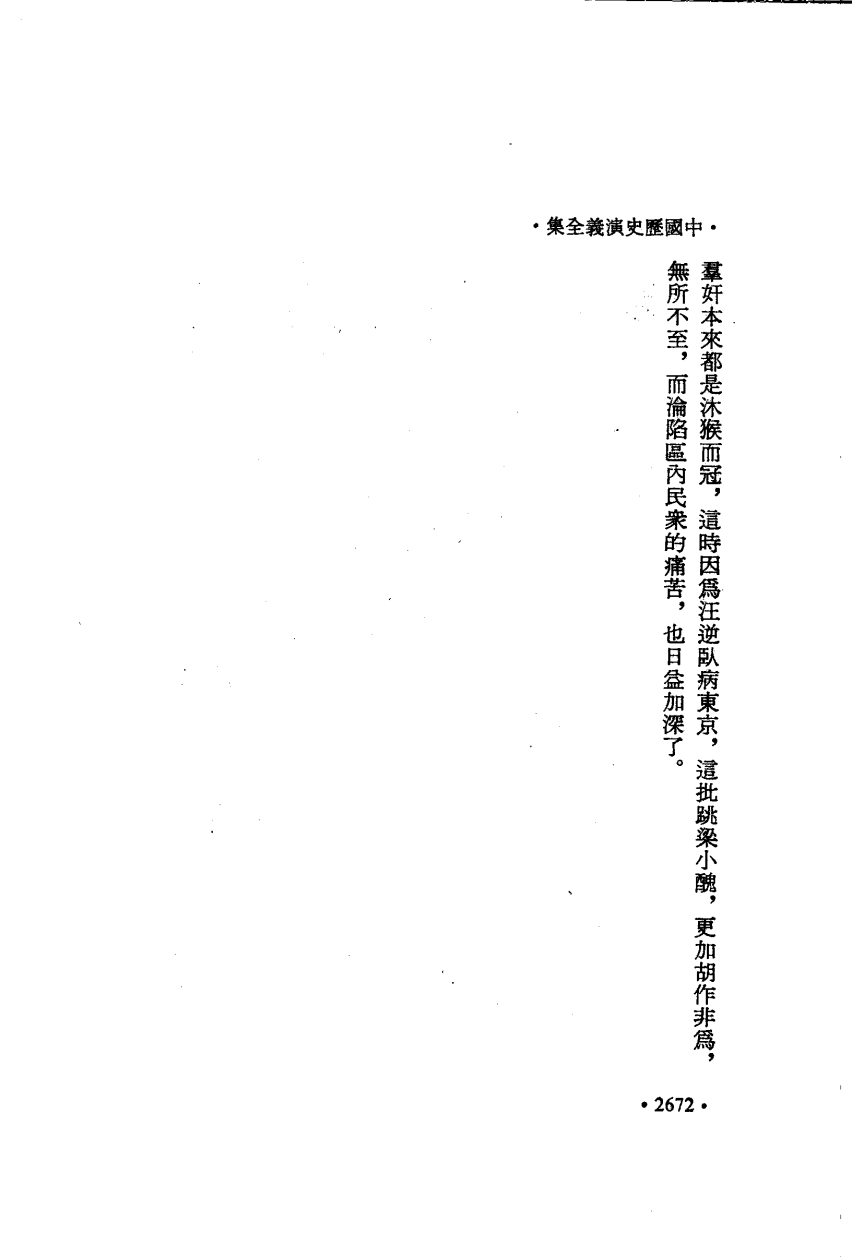 ・中國歷史演義全集・
羣奸本來都是沐猴而冠，這時因爲汪逆臥病東京，這批跳梁小醜，更加胡作非爲，
無所不至，而淪陷區內民衆的痛苦，也日益加深了。
・2672・